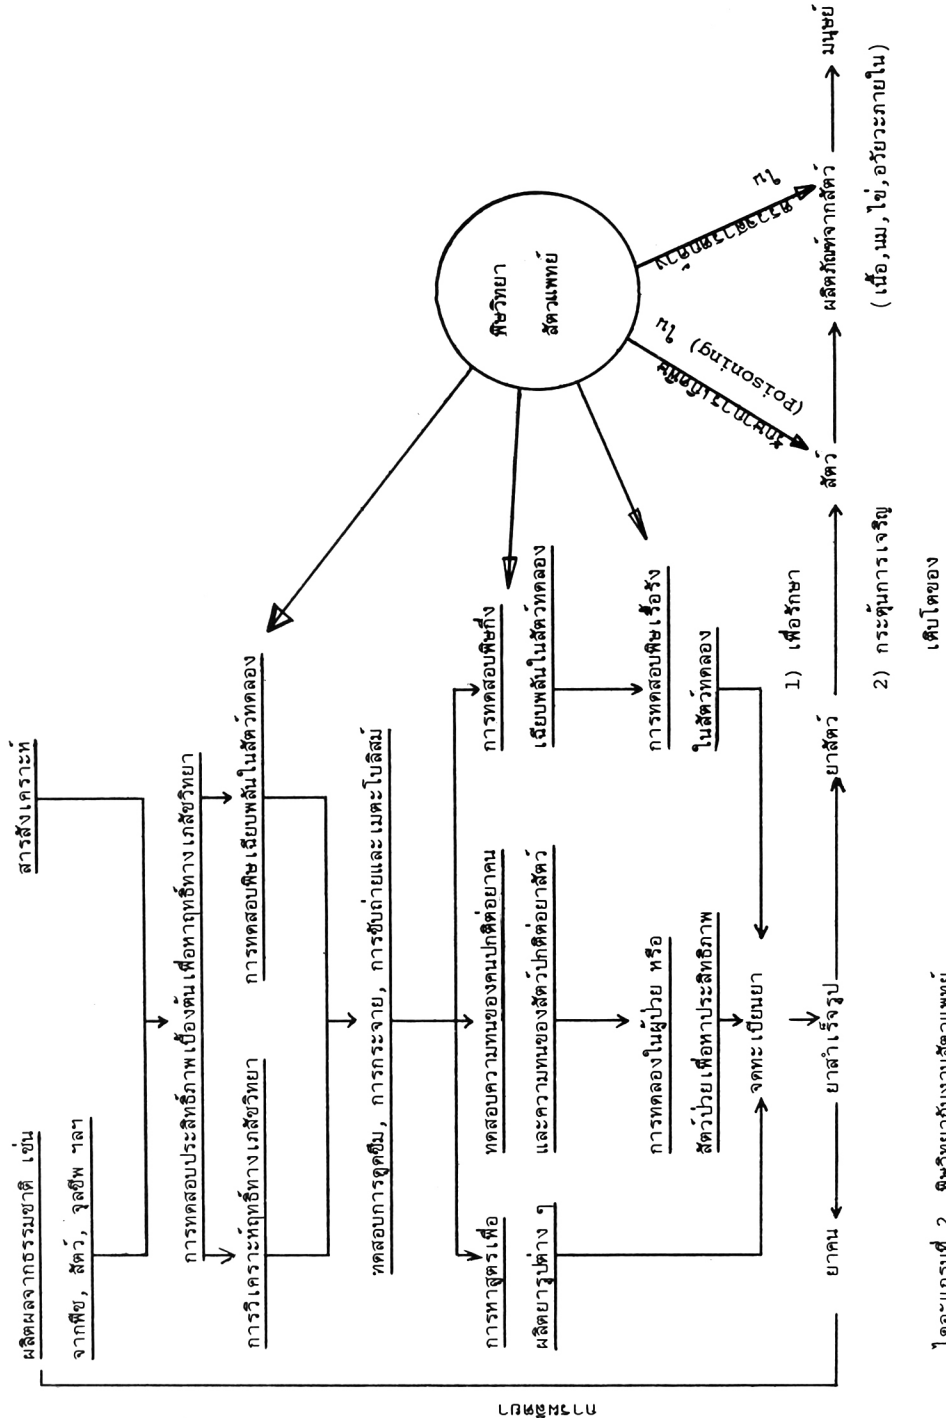 ผลิตผลจากธรรมชาติ เช่น
จากพืช, สัตว์, จุลชีพ ฯลฯ
สารสังเคราะห์
การทดสอบประสิทธิภาพเบื้องต้นเพื่อหาฤทธิ์ทางเภสัชวิทยา
การวิเคราะห์ฤทธิ์ทางเภสัชวิทยา
การทดสอบพิษเฉียบพลันในสัตว์ทดลอง
ทดสอบการดูดซึม, การกระจาย, การขับถ่ายและเมตะโบลิสม์
การหาสูตรเพื่อ
ผลิตยารูปต่าง ๆ
ทดสอบความทนของคนปกติต่อยาคน
และความทนของสัตว์ปกติต่อยาสัตว์
การทดสอบพิษกึ่ง
เฉียบพลันในสัตว์ทดลอง
การทดลองในผู้ป่วย หรือ
สัตว์ป่วยเพื่อหาประสิทธิภาพ
การทดสอบพิษเรื้อรัง
ในสัตว์ทดลอง
จดทะเบียนยา
การผลิตยา
ยาคน
ยาสำเร็จรูป
ยาสัตว์
1) เพื่อรักษา
2) กระตุ้นการเจริญ
เติบโตของ
สัตว์
ผลิตภัณฑ์จากสัตว์
(เนื้อ,นม,ไข่,อวัยวะภายใน)
มนุษย์
พิษวิทยา
สัตวแพทย์
(Poisoning) ใน
ตรวจสารตกค้าง ใน
ไดอะแกรมที่ 2 พิษวิทยากับงานสัตวแพทย์